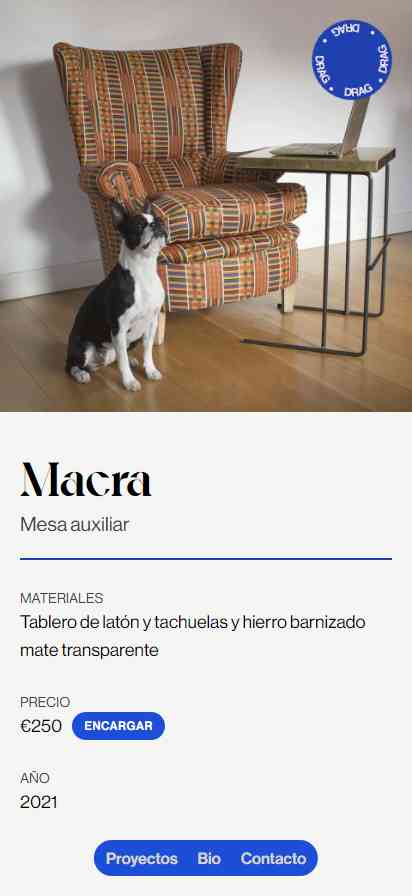 DRAG • DRAG • DRAG • DRAG •
Macra
Mesa auxiliar
MATERIALES
Tablero de latón y tachuelas y hierro barnizado
mate transparente
PRECIO
€250 ENCARGAR
AÑO
2021
Proyectos Bio Contacto